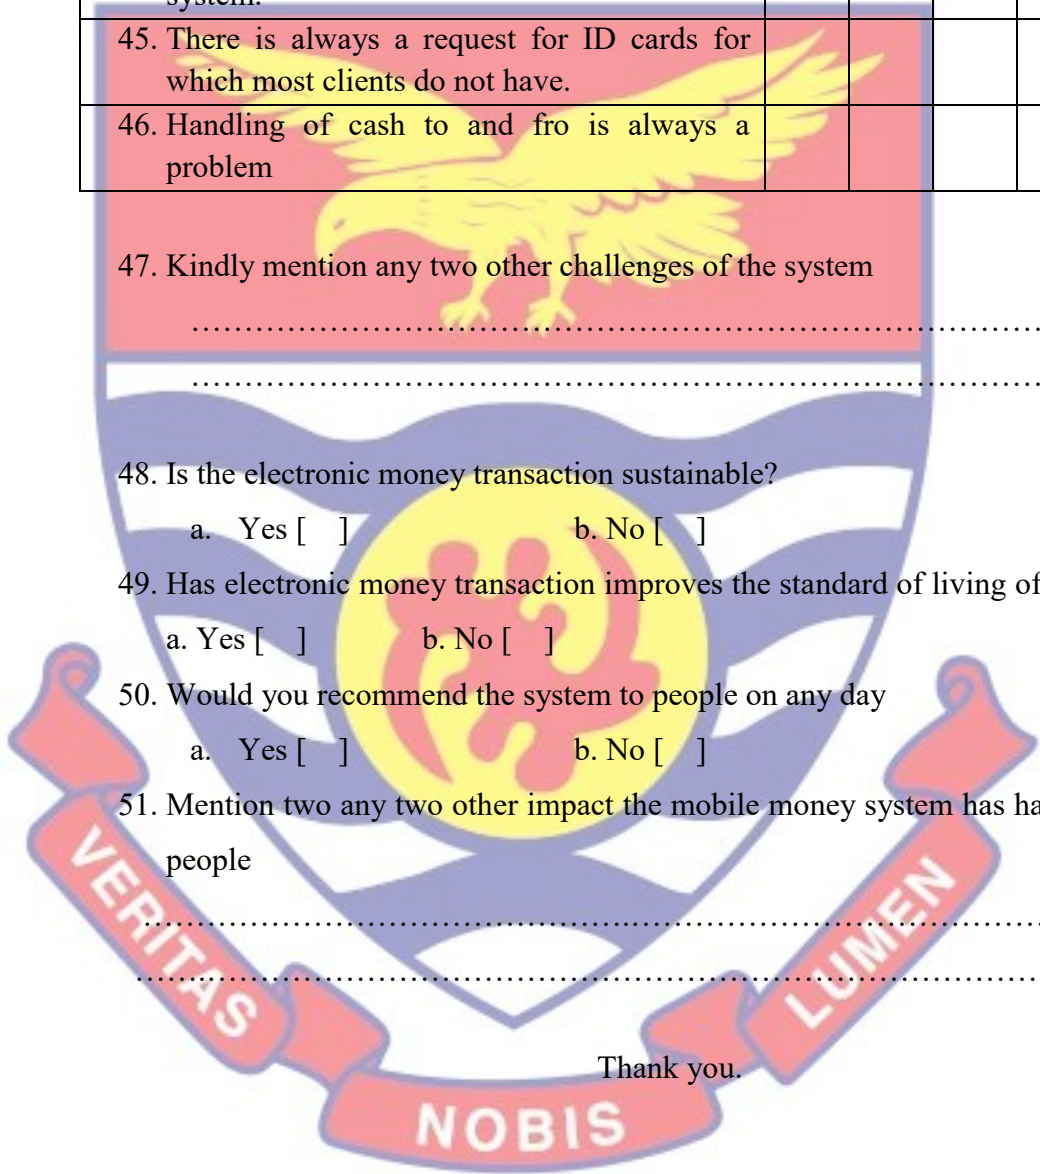 system.
45. There is always a request for ID cards for
which most clients do not have.
46. Handling of cash to and fro is always a
problem
47. Kindly mention any two other challenges of the system
……………………………………………………………………
……………………………………………………………………
48. Is the electronic money transaction sustainable?
a. Yes [ ] b. No [ ]
49. Has electronic money transaction improves the standard of living of
a. Yes [ ] b. No [ ]
50. Would you recommend the system to people on any day
a. Yes [ ] b. No [ ]
51. Mention two any two other impact the mobile money system has ha
people
……………………………………………………………………
……………………………………………………………………
Thank you.
VERITAS
NOBIS
LUMEN